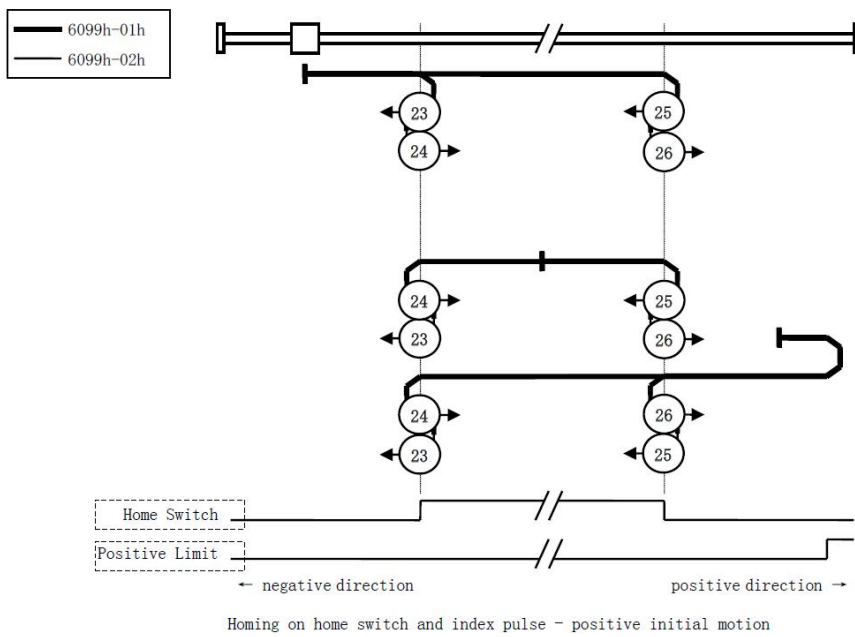 6099h-01h
6099h-02h
23
25
24
26
24
25
23
26
24
26
23
25
Home Switch
Positive Limit
← negative direction
positive direction →
Homing on home switch and index pulse - positive initial motion